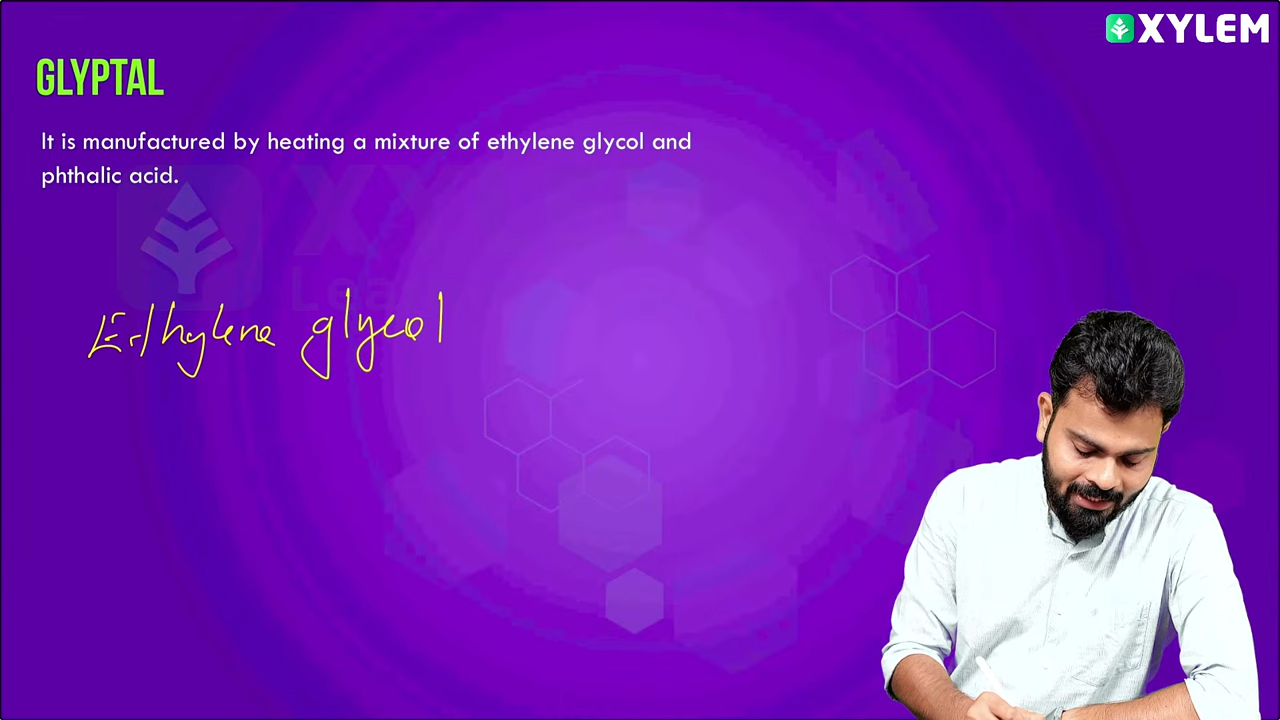 XYLEM
GLYPTAL
It is manufactured by heating a mixture of ethylene glycol and
phthalic acid.
Ethylene glycol